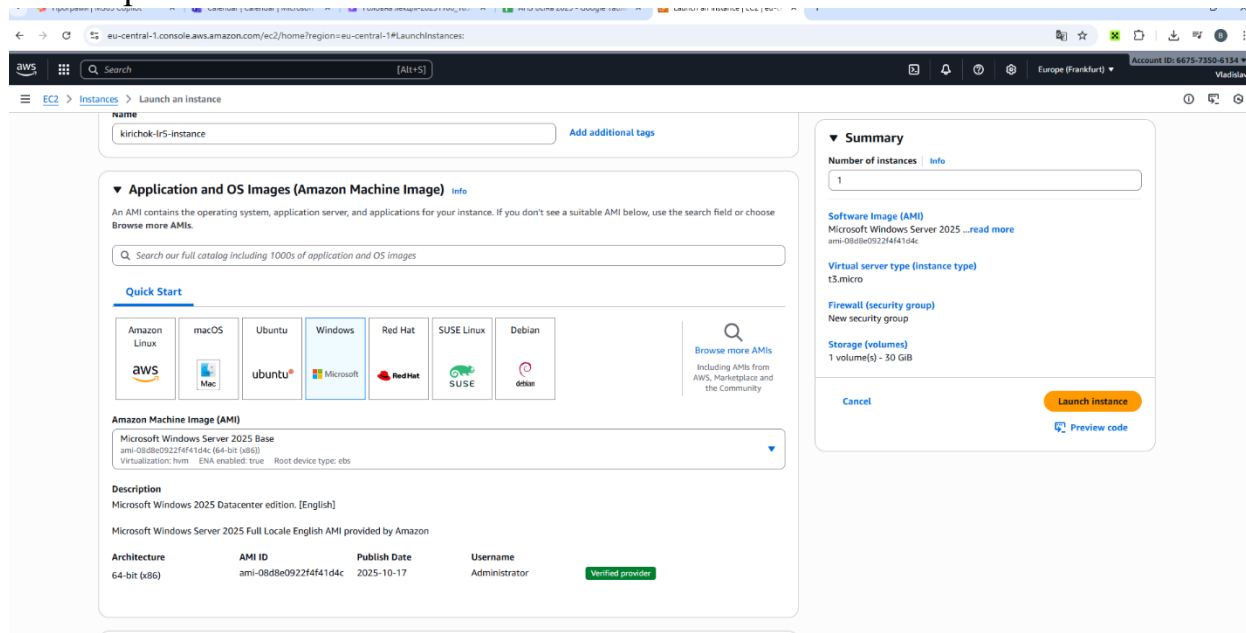 eu-central-1.console.aws.amazon.com/ec2/home?region=eu-central-1#LaunchInstances:
aws
Search
[Alt+S]
Europe (Frankfurt)
Account ID: 6675-7350-6134
Vladislav
EC2 > Instances > Launch an instance
Name
kirichok-lr5-instance
Add additional tags
Application and OS Images (Amazon Machine Image) Info
An AMI contains the operating system, application server, and applications for your instance. If you don't see a suitable AMI below, use the search field or choose
Browse more AMIs.
Search our full catalog including 1000s of application and OS images
Quick Start
Amazon
Linux
aws
macOS
Mac
Ubuntu
ubuntu®
Windows
Microsoft
Red Hat
Red Hat
SUSE Linux
SUSE
Debian
debian
Browse more AMIs
Including AMIs from
AWS, Marketplace and
the Community
Amazon Machine Image (AMI)
Microsoft Windows Server 2025 Base
ami-08d8e0922f4f41d4c (64-bit (x86))
Virtualization: hvm ENA enabled: true Root device type: ebs
Description
Microsoft Windows 2025 Datacenter edition. [English]
Microsoft Windows Server 2025 Full Locale English AMI provided by Amazon
Architecture AMI ID Publish Date Username
64-bit (x86) ami-08d8e0922f4f41d4c 2025-10-17 Administrator Verified provider
Summary
Number of instances Info
1
Software Image (AMI)
Microsoft Windows Server 2025 ...read more
ami-08d8e0922f4f41d4c
Virtual server type (instance type)
t3.micro
Firewall (security group)
New security group
Storage (volumes)
1 volume(s) - 30 GiB
Cancel
Launch instance
Preview code